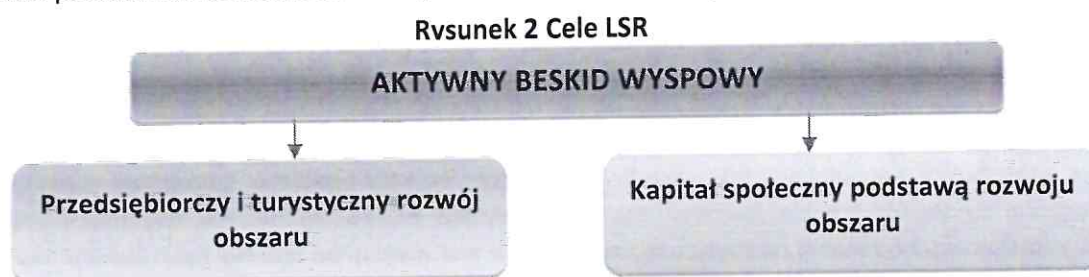 Rysunek 2 Cele LSR
AKTYWNY BESKID WYSPOWY
Przedsiębiorczy i turystyczny rozwój
obszaru
Kapitał społeczny podstawą rozwoju
obszaru